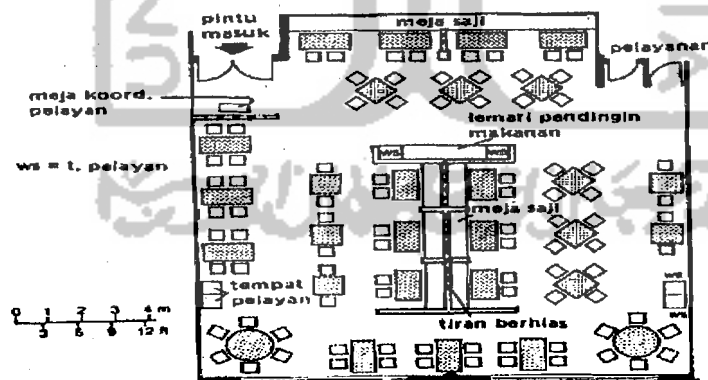 pintu
masuk
meja saji
pelayanan
meja koord.
pelayan
lemari pendingin
makanan
ws
ws
ws = t. pelayan
meja saji
tempat
pelayan
ws
ws
0 1 2 3 4 m
3 6 9 12 ft
tiran berhias